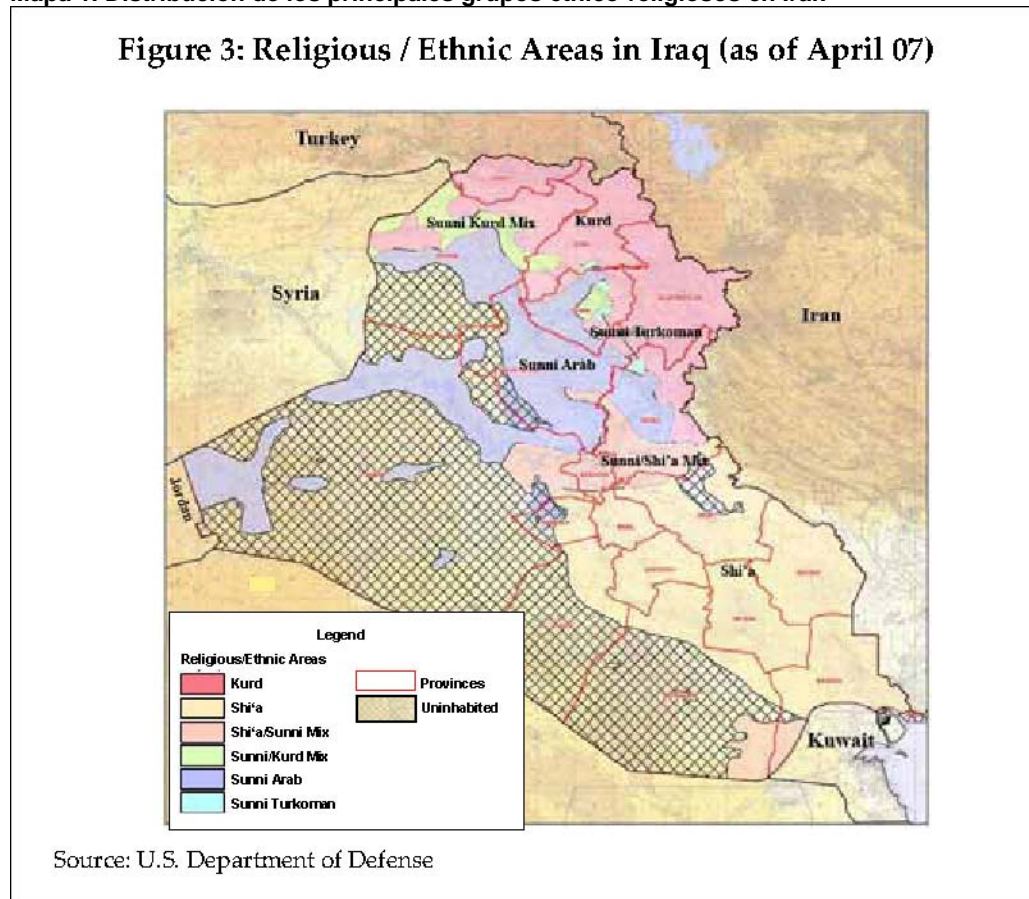 Mapa 1. Distribución de los principales grupos étnico religiosos en Irak
Figure 3: Religious / Ethnic Areas in Iraq (as of April 07)
Turkey
Sunni Kurd Mix
Kurd
Syria
Iran
Sunni/Turkoman
Sunni Arab
Sunni/Shi'a Mix
Jordan
Shi'a
Kuwait
Legend
Religious/Ethnic Areas
Kurd
Provinces
Shi'a
Uninhabited
Shi'a/Sunni Mix
Sunni/Kurd Mix
Sunni Arab
Sunni Turkoman
Source: U.S. Department of Defense